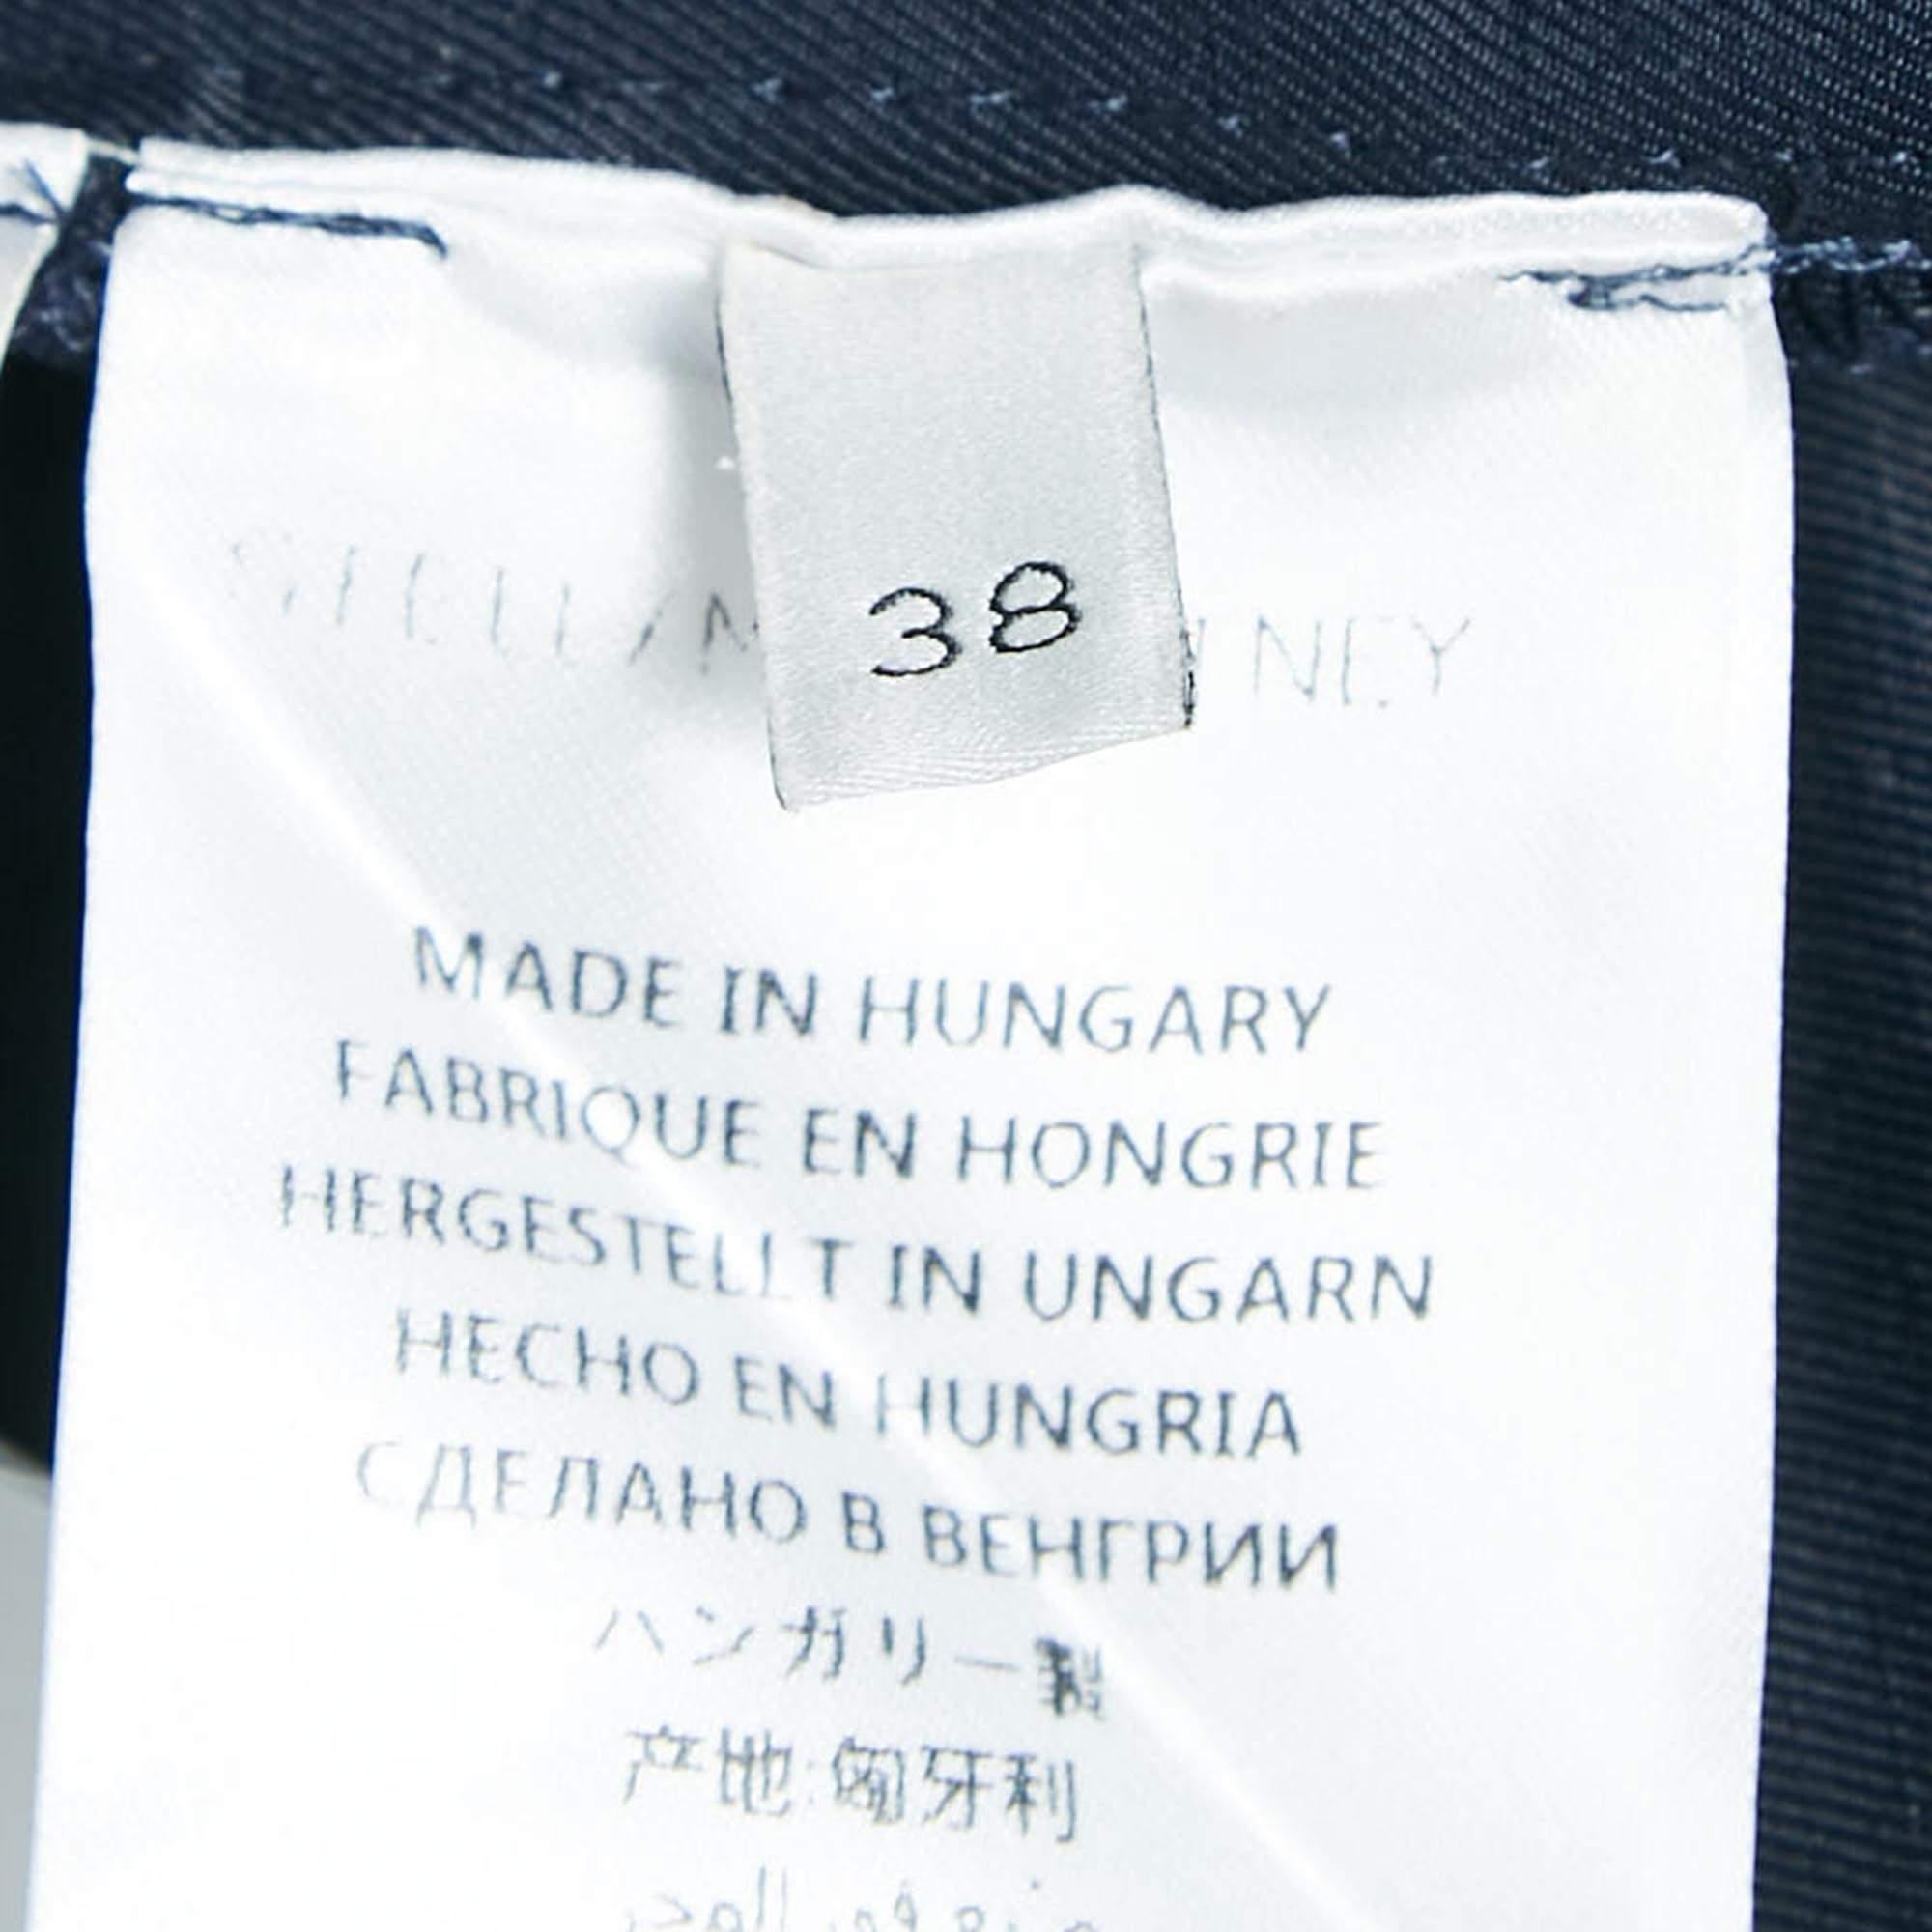 38
MADE IN HUNGARY
FABRIQUE EN HONGRIE
HERGESTELLT IN UNGARN
HECHO EN HUNGRIA
СДЕЛАНО В ВЕНГРИИ
ハンガリー製
产地:匈牙利